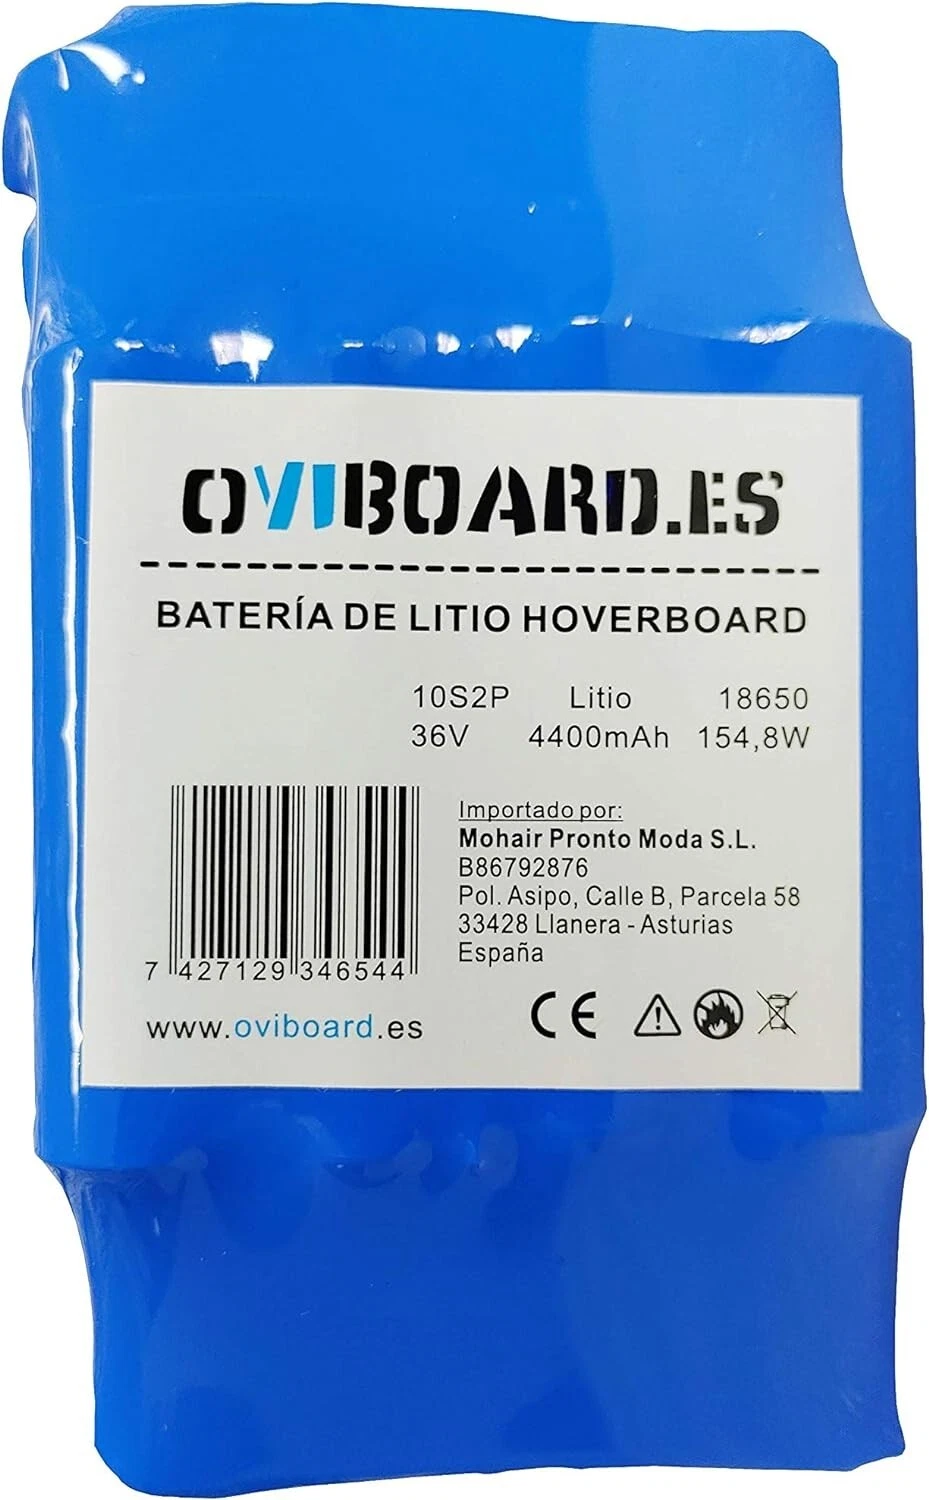 OVIBOARD.ES
BATERÍA DE LITIO HOVERBOARD
10S2P Litio 18650
36V 4400mAh 154,8W
Importado por:
Mohair Pronto Moda S.L.
B86792876
Pol. Asipo, Calle B, Parcela 58
33428 Llanera - Asturias
España
7 427129 346544
www.oviboard.es
CE